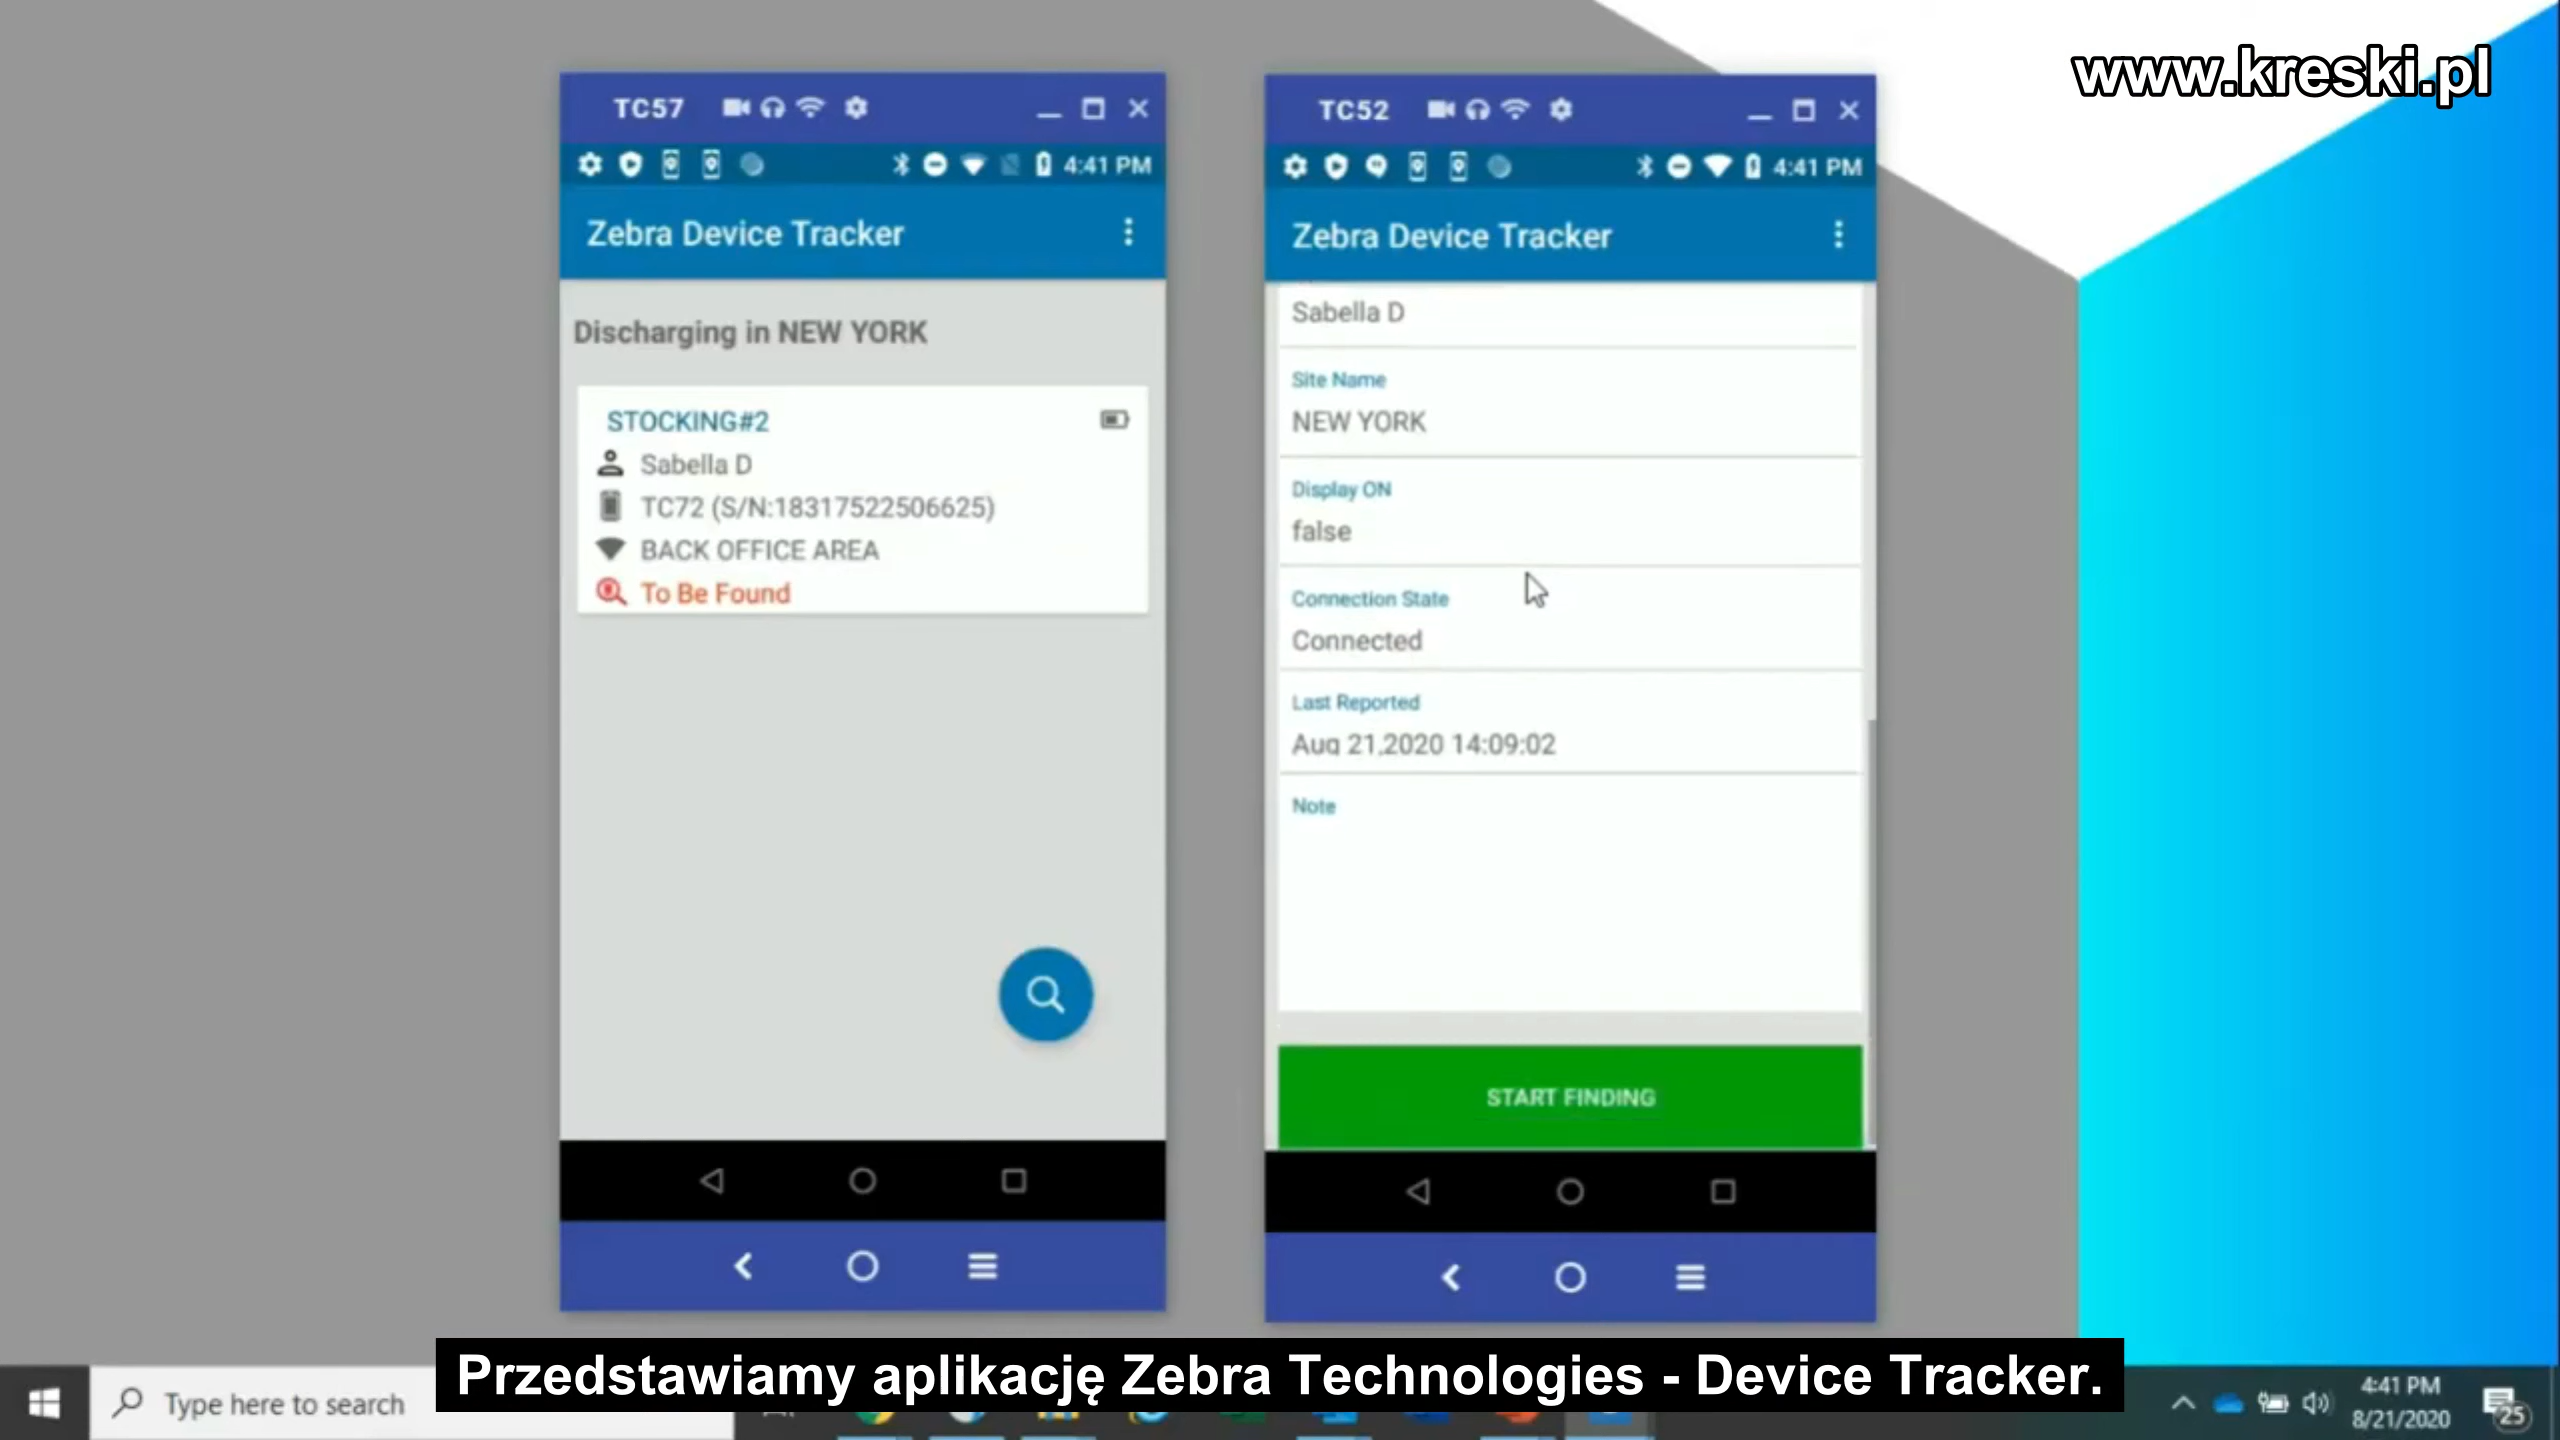 www.kreski.pl
TC57
4:41 PM
Zebra Device Tracker
Discharging in NEW YORK
STOCKING#2
Sabella D
TC72 (S/N:18317522506625)
BACK OFFICE AREA
To Be Found
TC52
4:41 PM
Zebra Device Tracker
Sabella D
Site Name
NEW YORK
Display ON
false
Connection State
Connected
Last Reported
Aug 21,2020 14:09:02
Note
START FINDING
Przedstawiamy aplikację Zebra Technologies - Device Tracker.
Type here to search
4:41 PM
8/21/2020
25